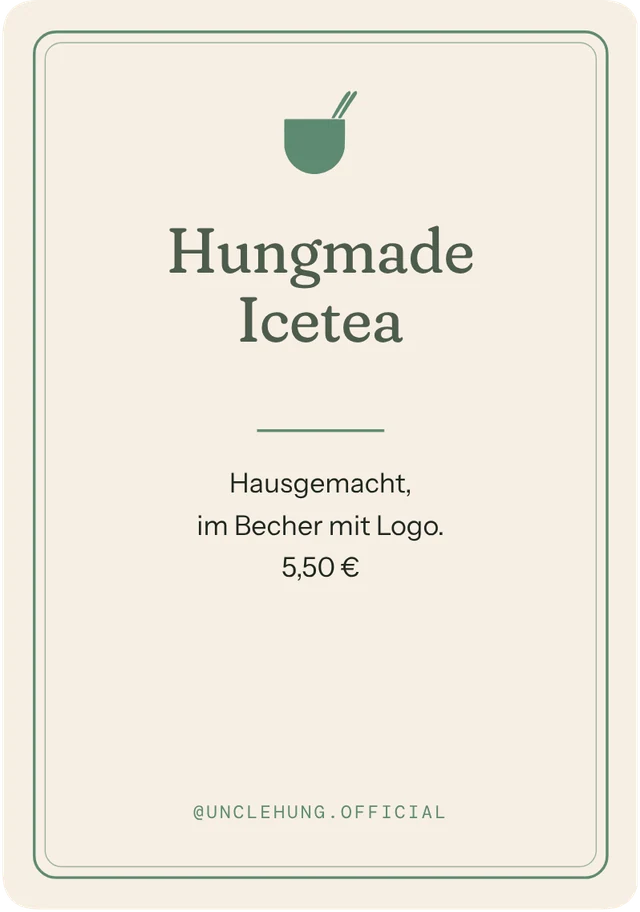 Hungmade
Icetea
Hausgemacht,
im Becher mit Logo.
5,50 €
@UNCLEHUNG.OFFICIAL